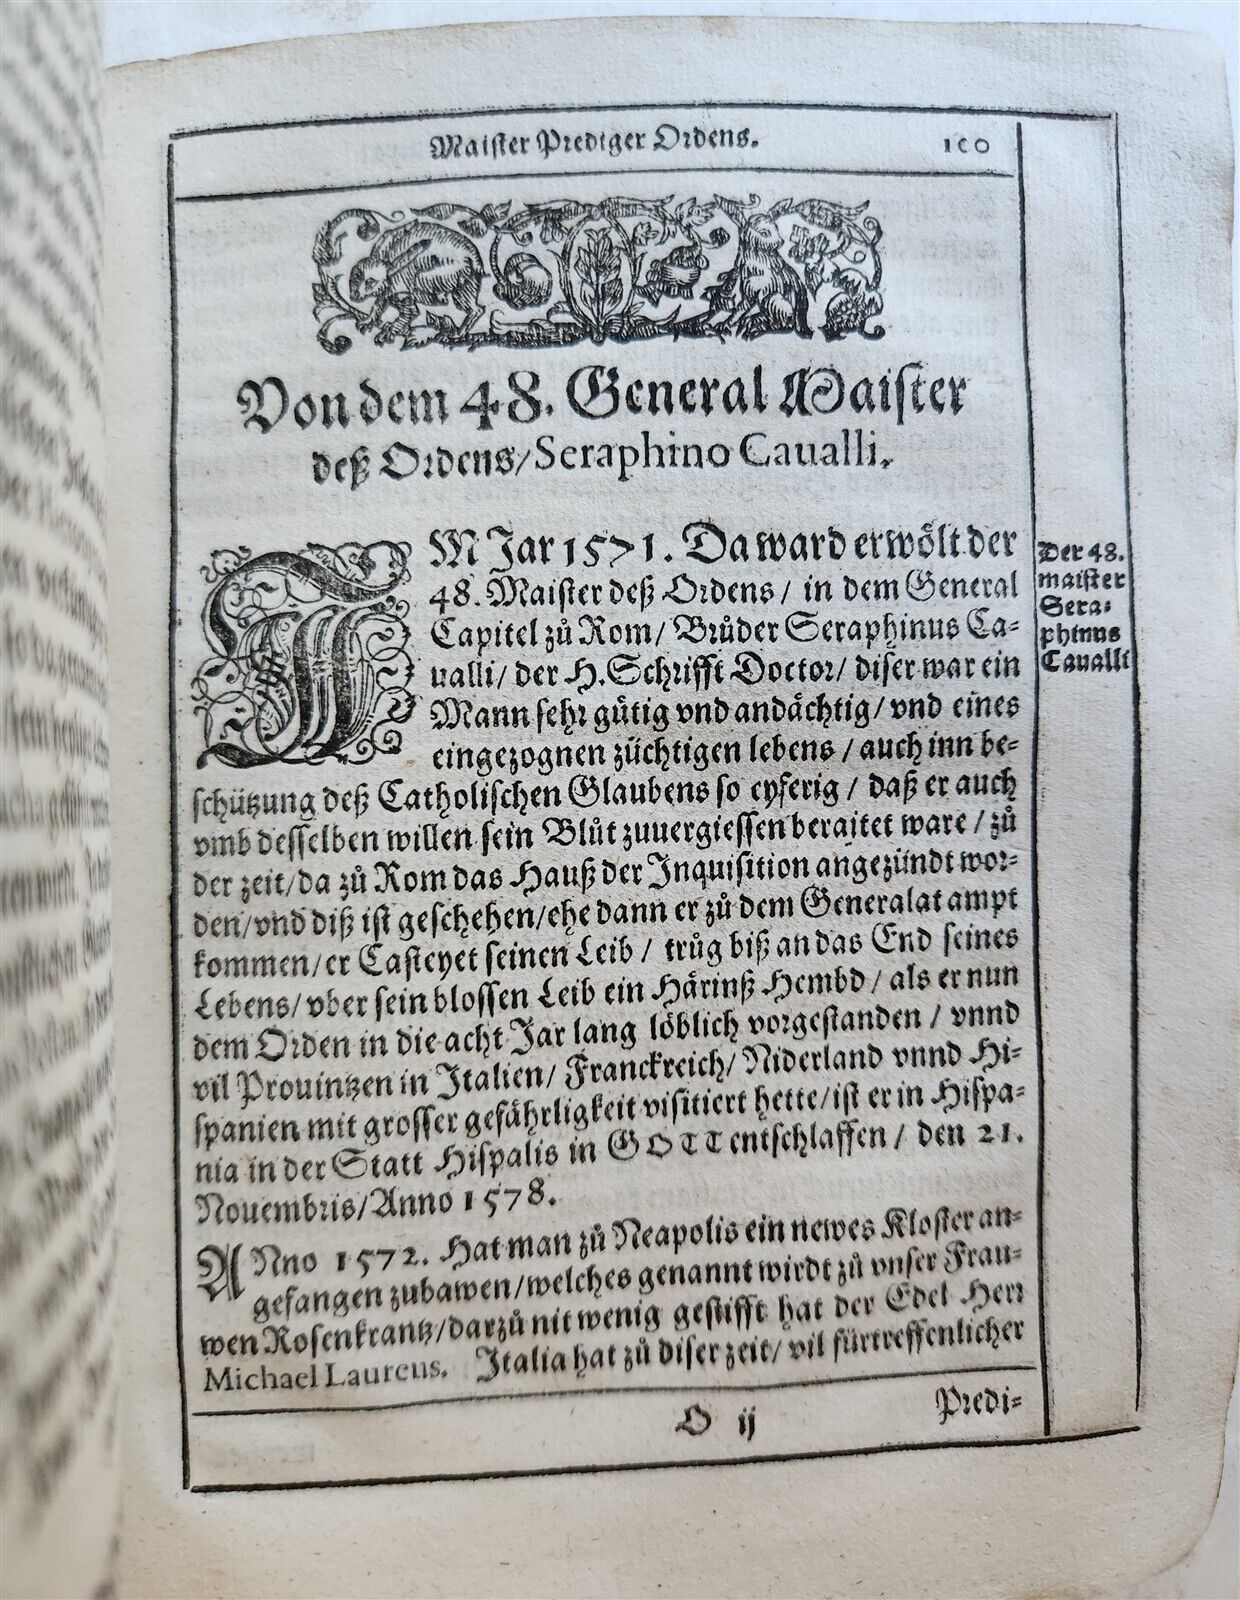 Maister Prediger Ordens. 100
Von dem 48. General Maister
deß Ordens/Seraphino Caualli.
IM Jar 1571. Da ward erwölt der
48. Maister deß Ordens / in dem General
Capitel zů Rom/ Brůder Seraphinus Ca-
ualli/ der H. Schrifft Doctor/ diser war ein
Mann sehr gütig vnd andächtig/ vnd eines
eingezognen züchtigen lebens / auch inn be-
schützung deß Catholischen Glaubens so eyferig / daß er auch
vmb desselben willen sein Blůt zuuergiessen beraitet ware / zů
der zeit/da zů Rom das Hauß der Inquisition angezündt wor-
den/vnd diß ist geschehen/ehe dann er zů dem Generalat ampt
kommen/er Casteyet seinen Leib / trůg biß an das End seines
Lebens/ vber sein blossen Leib ein Härinß Hembd / als er nun
dem Orden in die acht Jar lang löblich vorgestanden / vnnd
vil Prouintzen in Italien/ Franckreich/ Niderland vnnd Hi-
spanien mit grosser gefährligkeit visitiert hette/ist er in Hispa-
nia in der Statt Hispalis in GOTT entschlaffen / den 21.
Nouembris/Anno 1578.
Der 48.
maister
Sera-
phinus
Caualli
ANno 1572. Hat man zů Neapolis ein newes Kloster an-
gefangen zubawen/welches genannt wirdt zů vnser Frau-
wen Rosenkrantz/darzů nit wenig gestifft hat der Edel Herr
Michael Laureus. Italia hat zů diser zeit/ vil fürtreffenlicher
O ij Predi-